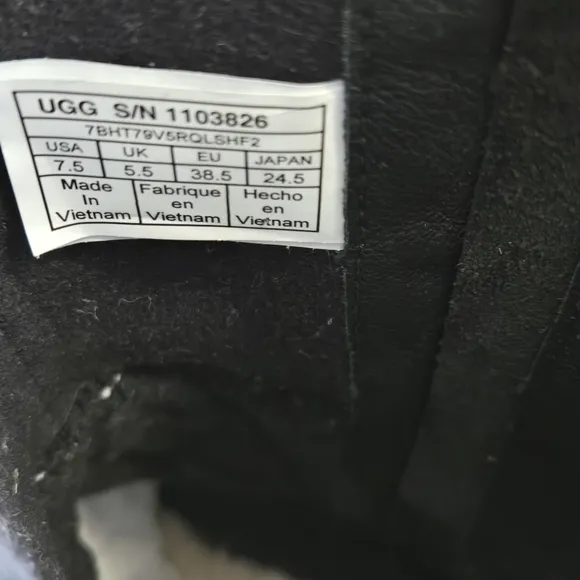 UGG S/N 1103826
7BHT79V5RQLSHF2
USA UK EU JAPAN
7.5 5.5 38.5 24.5
Made Fabrique Hecho
In en en
Vietnam Vietnam Vietnam